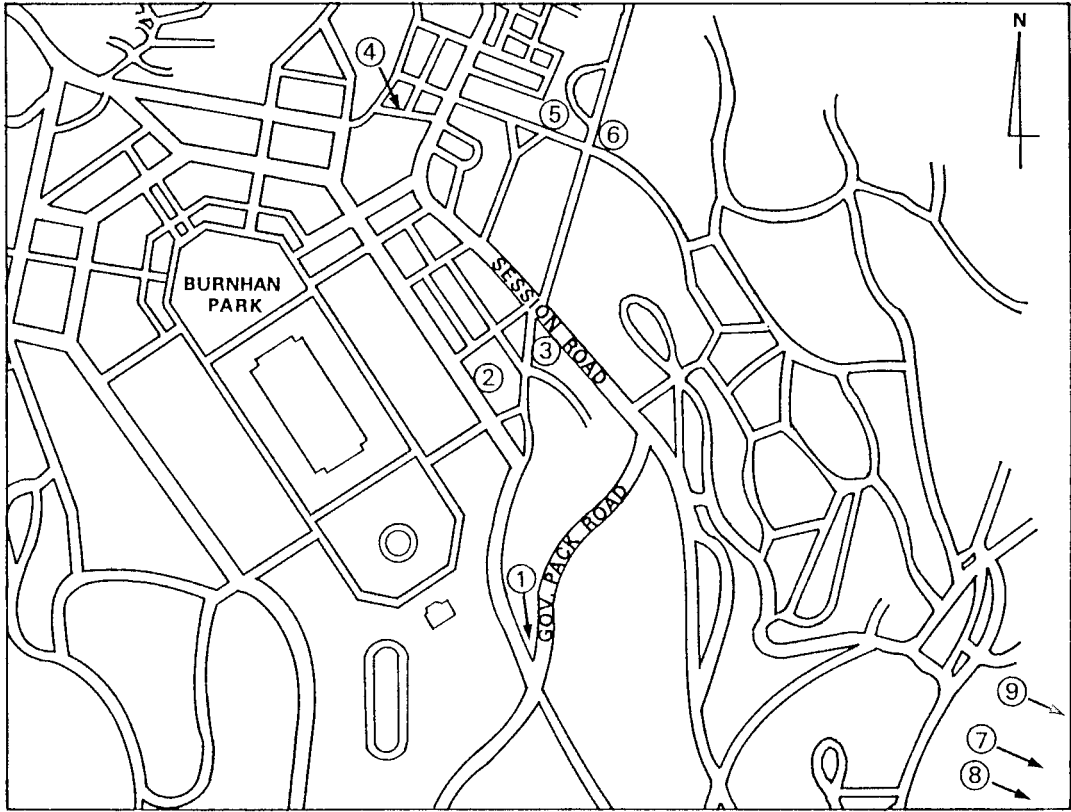 N
④
⑤
⑥
BURNHAN
PARK
SESSION ROAD
③
②
①
GOV. PACK ROAD
⑨
⑦
⑧